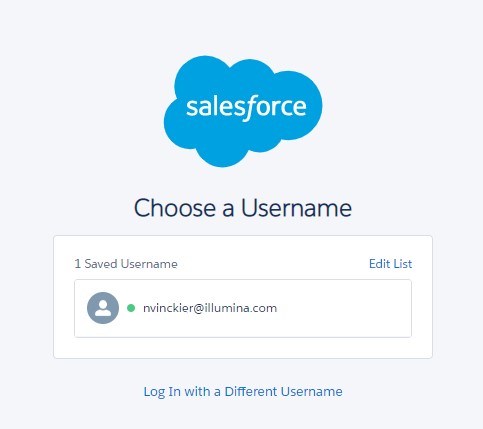 salesforce
Choose a Username
1 Saved Username
Edit List
nvinckier@illumina.com
Log In with a Different Username